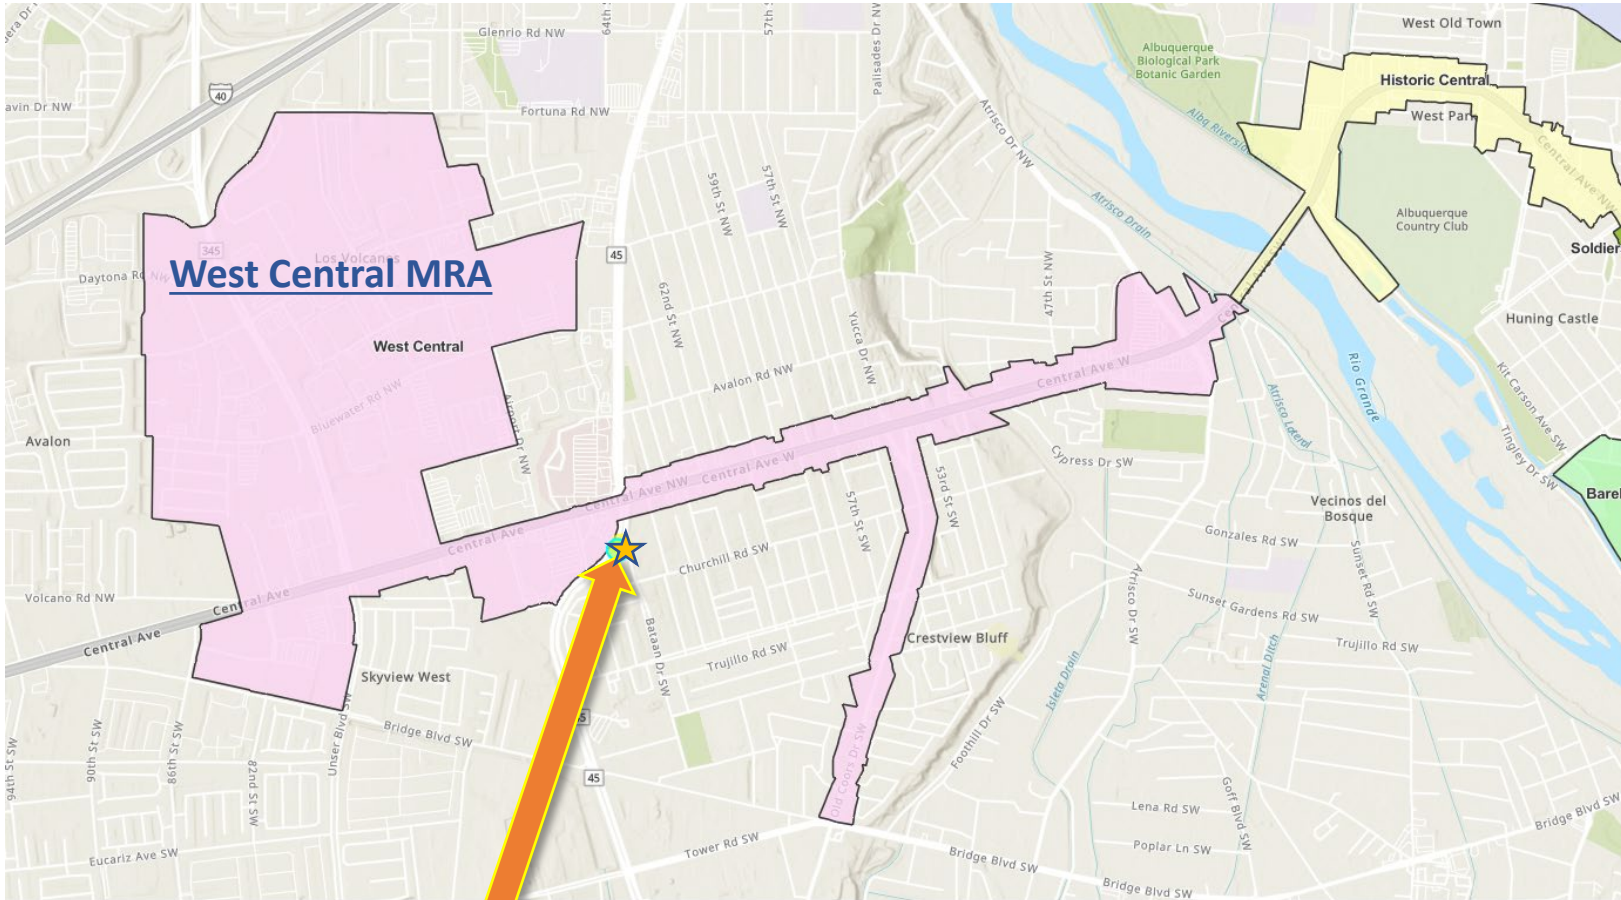 West Old Town
Glenrio Rd NW
64th S
57th S
Palisades Dr NW
Albuquerque
Biological Park
Botanic Garden
Historic Central
40
avin Dr NW
Fortuna Rd NW
Atrisco Dr NW
Alba Riversi
West Park
Central Ave NW
59th St NW
57th St NW
Atrisco Drain
Albuquerque
Country Club
345
Los Volcanes
45
Soldier
Daytona Rd NW
West Central MRA
47th St NW
62nd St NW
Yucca Dr NW
Huning Castle
West Central
Rio Grande
Kit Carson Ave SW
Avalon Rd NW
Central Ave W
Bluewater Rd NW
Airport Dr NW
Atrisco Lateral
Avalon
Tingley Dr SW
Cypress Dr SW
Central Ave W
Central Ave NW
53rd St SW
57th St SW
Barel
Vecinos del
Bosque
Central Ave
Gonzales Rd SW
Churchill Rd SW
Sunset Rd SW
Volcano Rd NW
Central Ave
Atrisco Dr SW
Sunset Gardens Rd SW
Central Ave
Bataan Dr SW
Crestview Bluff
Trujillo Rd SW
Trujillo Rd SW
Isleta Drain
Arenal Ditch
Skyview West
Unser Blvd SW
Bridge Blvd SW
94th St SW
90th St SW
86th St SW
82nd St SW
45
Foothill Dr SW
Old Coors Dr SW
Goff Blvd SW
Lena Rd SW
Bridge Blvd SW
Tower Rd SW
Poplar Ln SW
Eucariz Ave SW
Bridge Blvd SW
Bridge Blvd SW